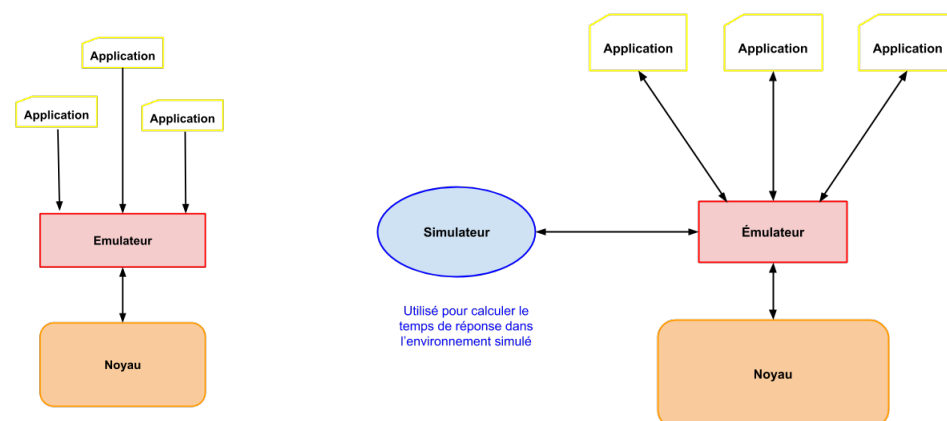 Application
Application
Application
Emulateur
Noyau
Application
Application
Application
Simulateur
Émulateur
Utilisé pour calculer le
temps de réponse dans
l'environnement simulé
Noyau